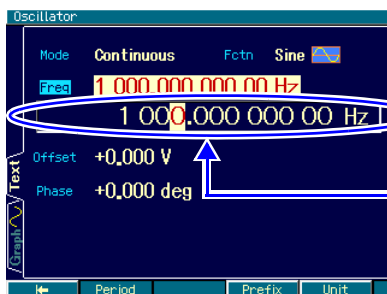 Oscillator
Mode Continuous Fctn Sine
Freq 1 000.000 000 00 Hz
1 000.000 000 00 Hz
Offset +0.000 V
Phase +0.000 deg
Text
Graph
Period Prefix Unit